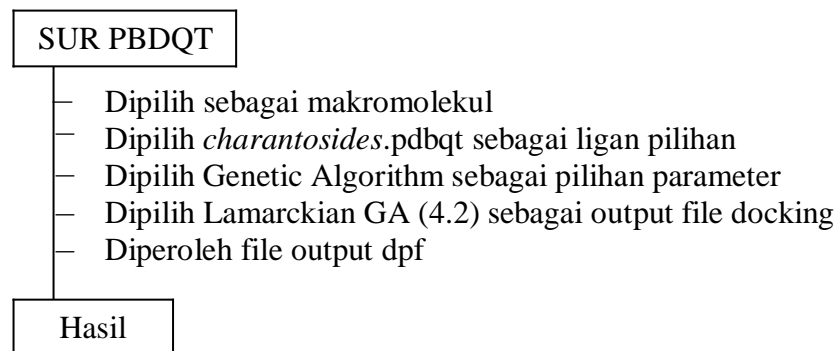 SUR PBDQT
Dipilih sebagai makromolekul
Dipilih charantosides.pdbqt sebagai ligan pilihan
Dipilih Genetic Algorithm sebagai pilihan parameter
Dipilih Lamarckian GA (4.2) sebagai output file docking
Diperoleh file output dpf
Hasil